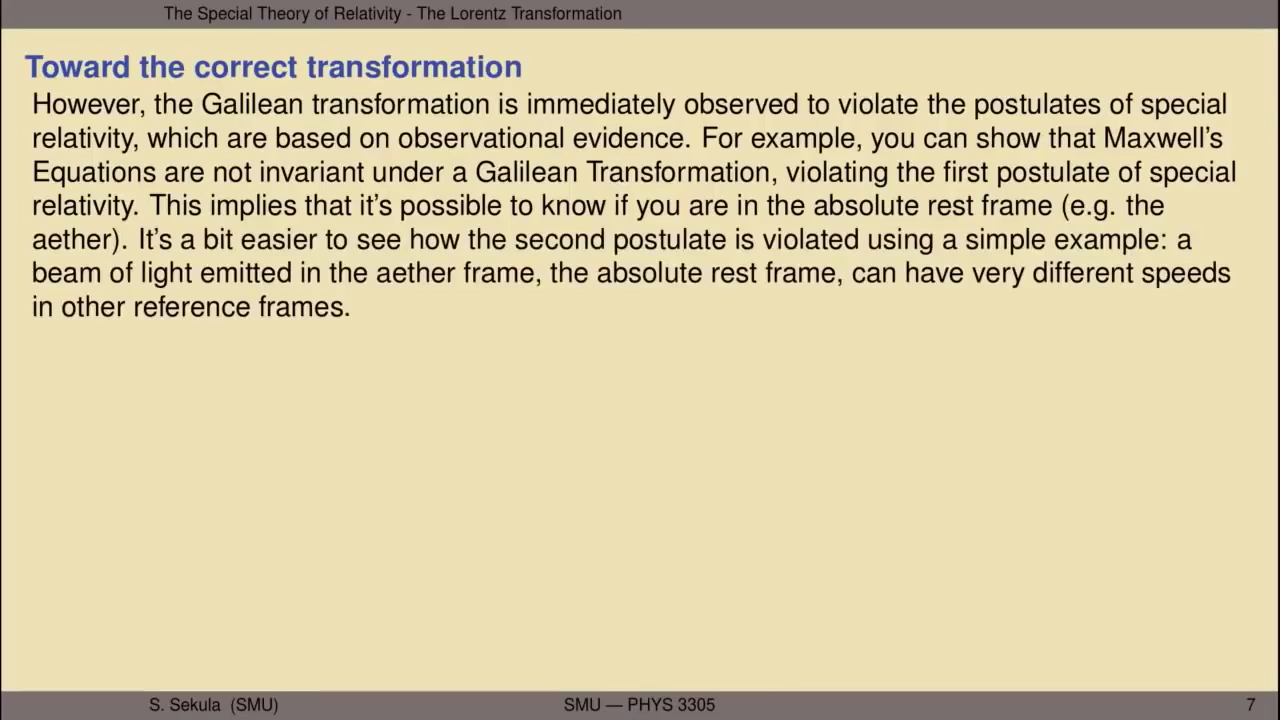 The Special Theory of Relativity - The Lorentz Transformation
Toward the correct transformation
However, the Galilean transformation is immediately observed to violate the postulates of special
relativity, which are based on observational evidence. For example, you can show that Maxwell's
Equations are not invariant under a Galilean Transformation, violating the first postulate of special
relativity. This implies that it's possible to know if you are in the absolute rest frame (e.g. the
aether). It's a bit easier to see how the second postulate is violated using a simple example: a
beam of light emitted in the aether frame, the absolute rest frame, can have very different speeds
in other reference frames.
S. Sekula (SMU) SMU — PHYS 3305 7